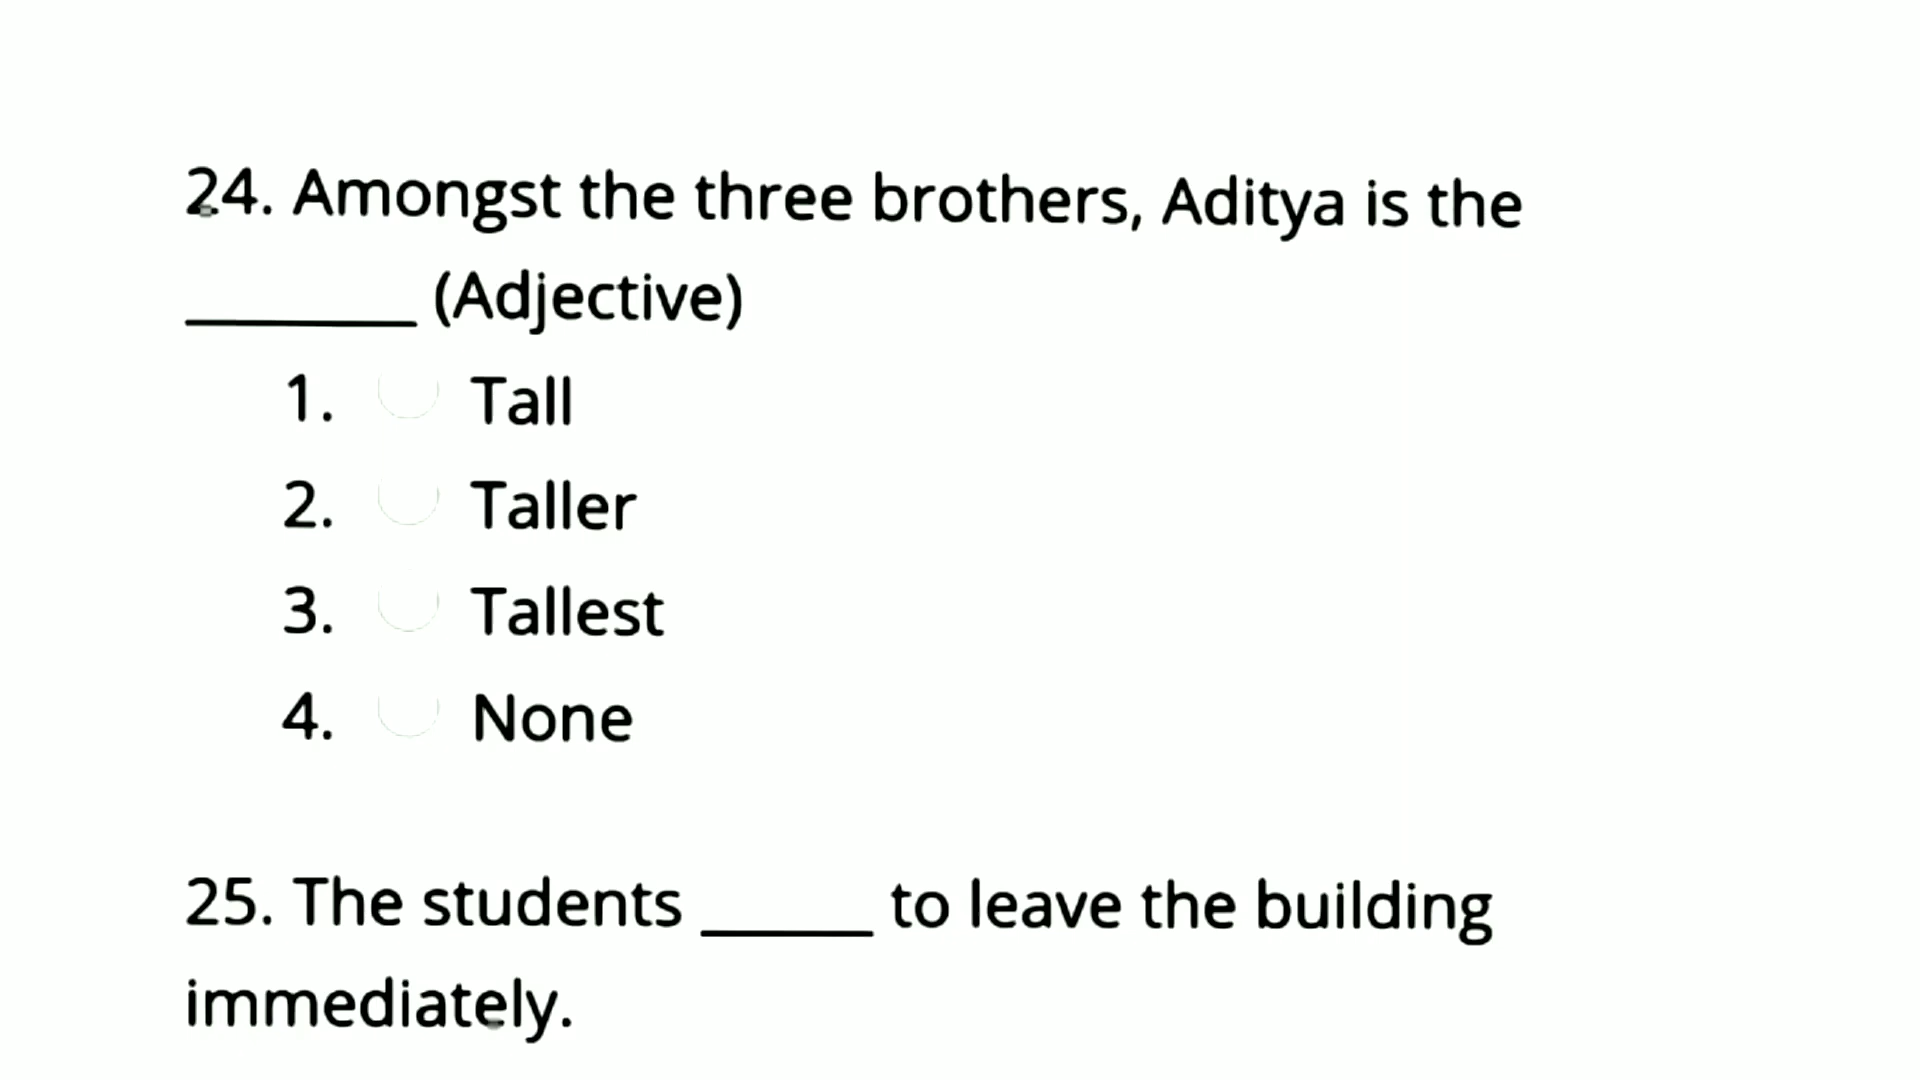 24. Amongst the three brothers, Aditya is the
________ (Adjective)
1. Tall
2. Taller
3. Tallest
4. None
25. The students ______ to leave the building
immediately.